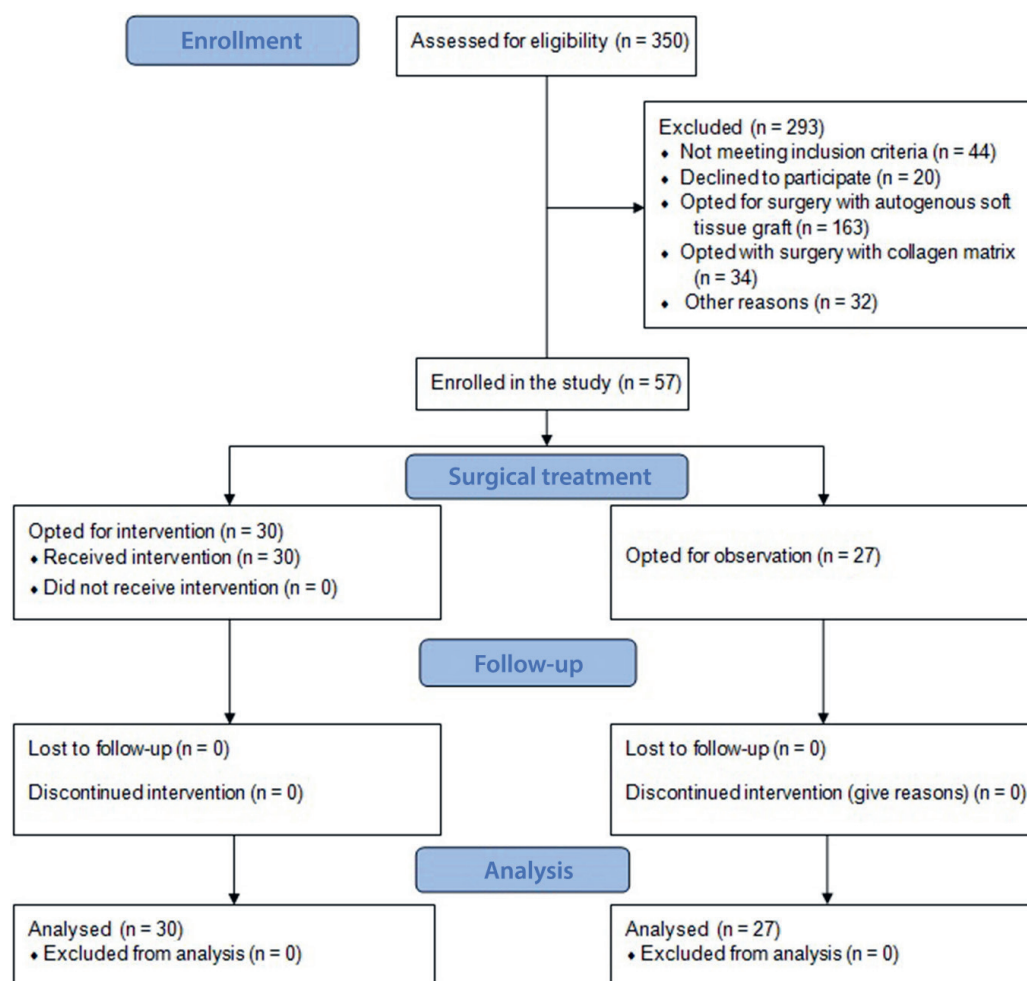 Enrollment
Assessed for eligibility (n = 350)
Excluded (n = 293)
♦ Not meeting inclusion criteria (n = 44)
♦ Declined to participate (n = 20)
♦ Opted for surgery with autogenous soft
tissue graft (n = 163)
♦ Opted with surgery with collagen matrix
(n = 34)
♦ Other reasons (n = 32)
Enrolled in the study (n = 57)
Surgical treatment
Opted for intervention (n = 30)
♦ Received intervention (n = 30)
♦ Did not receive intervention (n = 0)
Opted for observation (n = 27)
Follow-up
Lost to follow-up (n = 0)
Discontinued intervention (n = 0)
Lost to follow-up (n = 0)
Discontinued intervention (give reasons) (n = 0)
Analysis
Analysed (n = 30)
♦ Excluded from analysis (n = 0)
Analysed (n = 27)
♦ Excluded from analysis (n = 0)